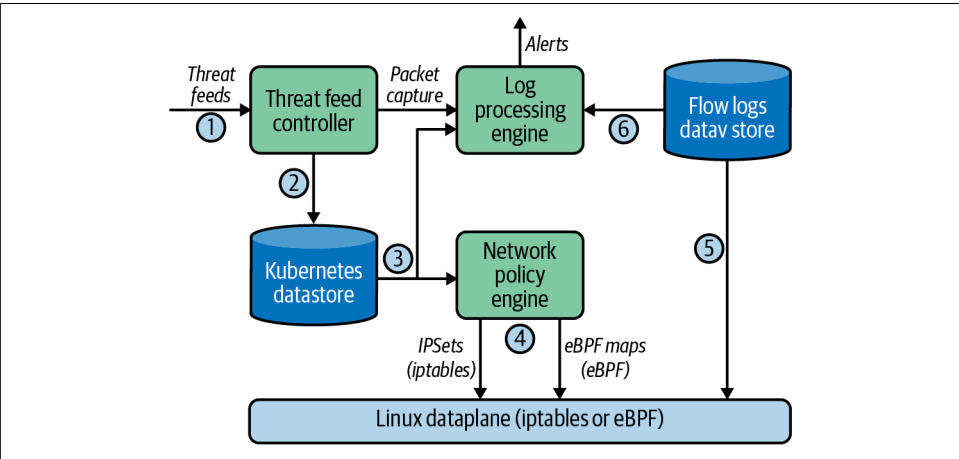 Alerts
Threat
feeds
1
Threat feed
controller
Packet
capture
Log
processing
engine
6
Flow logs
datav store
2
3
5
Kubernetes
datastore
Network
policy
engine
4
IPSets
(iptables)
eBPF maps
(eBPF)
Linux dataplane (iptables or eBPF)